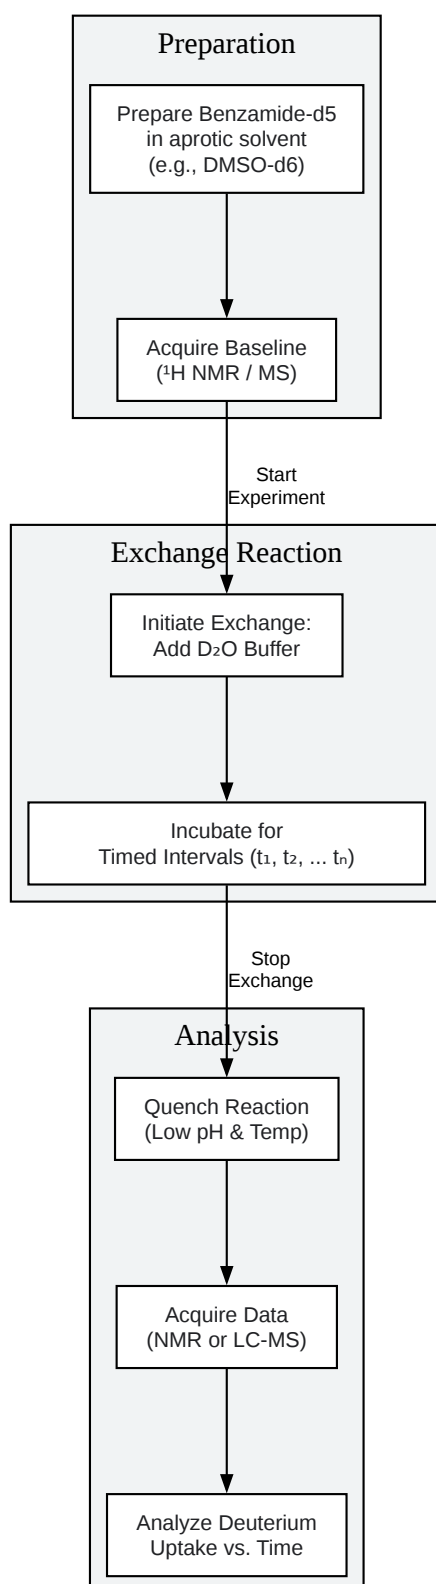 Preparation
Prepare Benzamide-d5
in aprotic solvent
(e.g., DMSO-d6)
Acquire Baseline
(¹H NMR / MS)
Start
Experiment
Exchange Reaction
Initiate Exchange:
Add D₂O Buffer
Incubate for
Timed Intervals (t₁, t₂, ... tₙ)
Stop
Exchange
Analysis
Quench Reaction
(Low pH & Temp)
Acquire Data
(NMR or LC-MS)
Analyze Deuterium
Uptake vs. Time